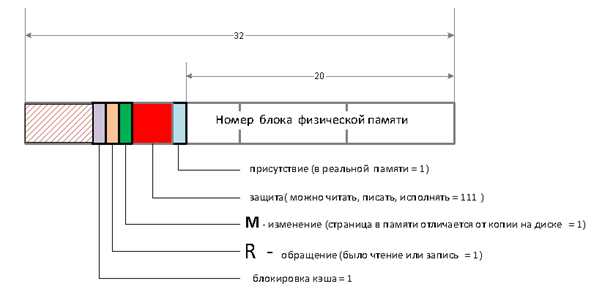 32
20
Номер блока физической памяти
присутствие (в реальной памяти = 1)
защита( можно читать, писать, исполнять = 111 )
М - изменение (страница в памяти отличается от копии на диске = 1)
R - обращение (было чтение или запись = 1)
блокировка кэша = 1